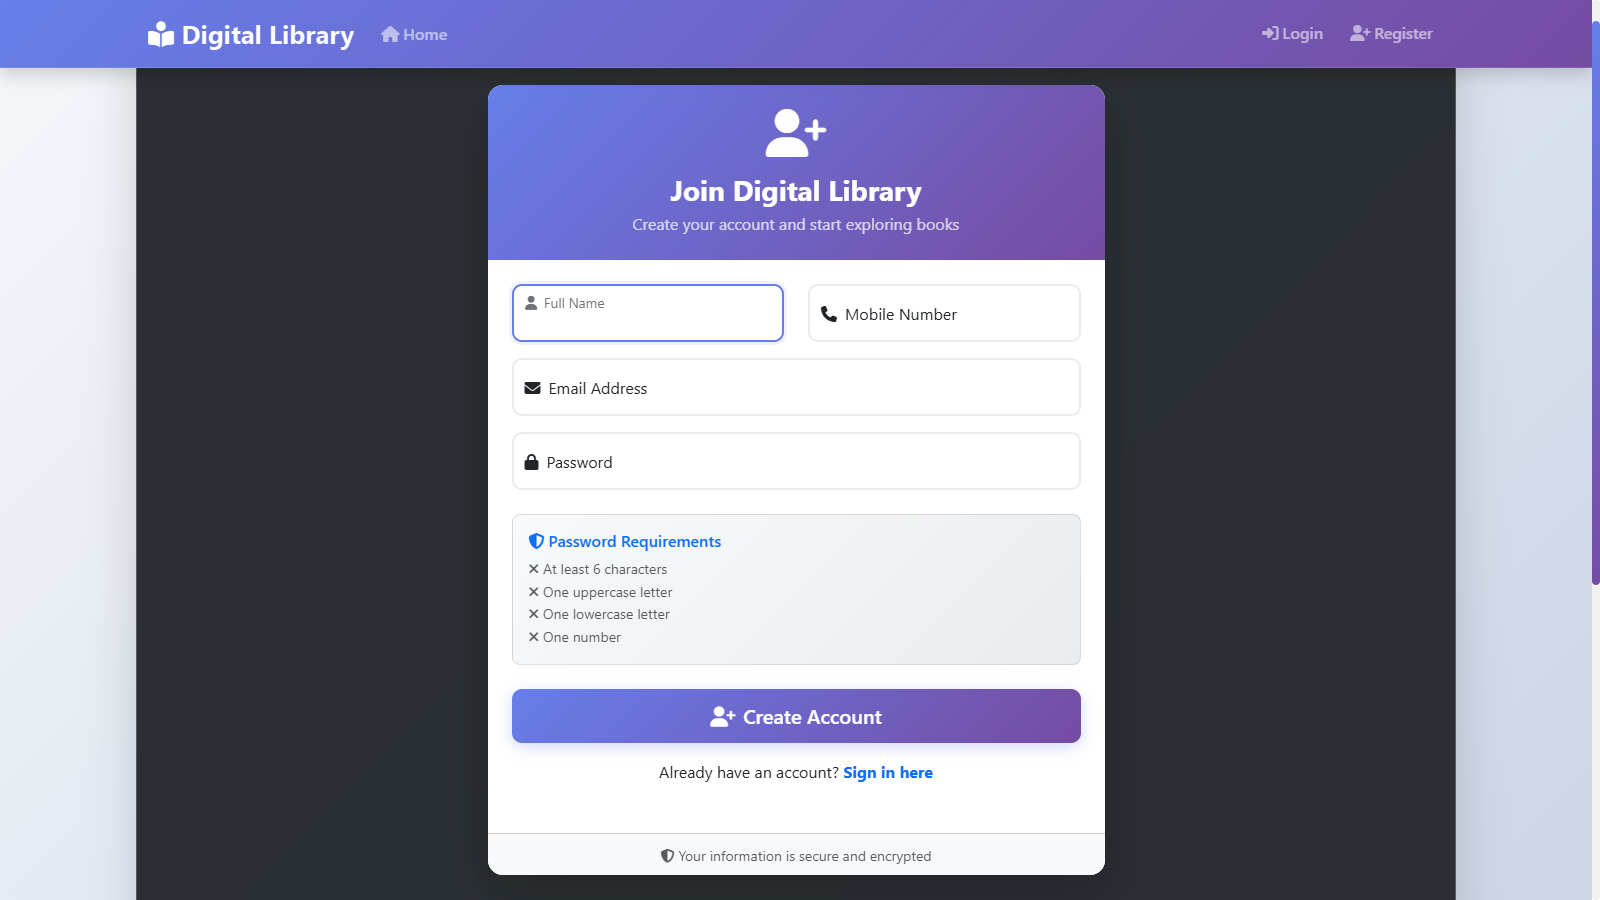 Digital Library
Home
Login
Register
Join Digital Library
Create your account and start exploring books
Full Name
Mobile Number
Email Address
Password
Password Requirements
At least 6 characters
One uppercase letter
One lowercase letter
One number
Create Account
Already have an account? Sign in here
Your information is secure and encrypted